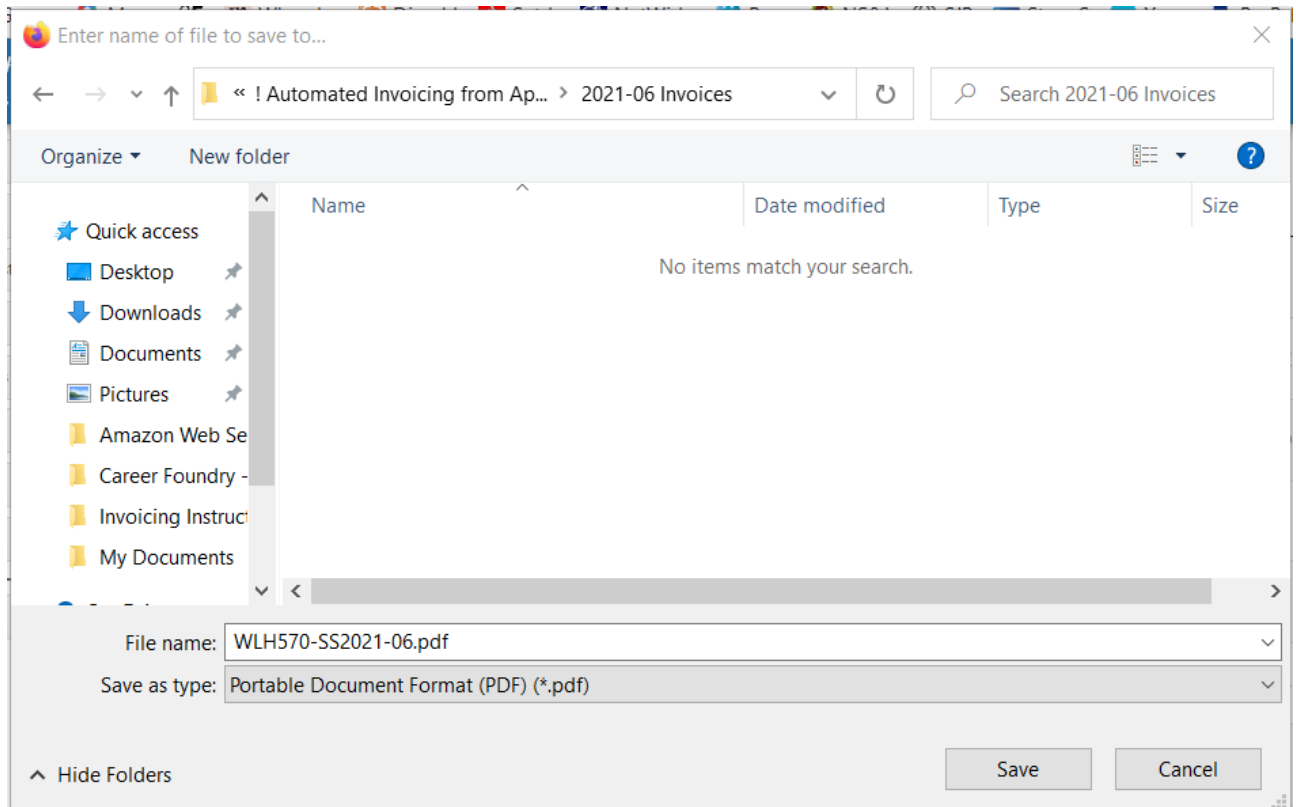 Enter name of file to save to...
« ! Automated Invoicing from Ap... > 2021-06 Invoices
Search 2021-06 Invoices
Organize
New folder
?
Name
Date modified
Type
Size
Quick access
No items match your search.
Desktop
Downloads
Documents
Pictures
Amazon Web Se
Career Foundry -
Invoicing Instruct
My Documents
File name: WLH570-SS2021-06.pdf
Save as type: Portable Document Format (PDF) (*.pdf)
Hide Folders
Save
Cancel